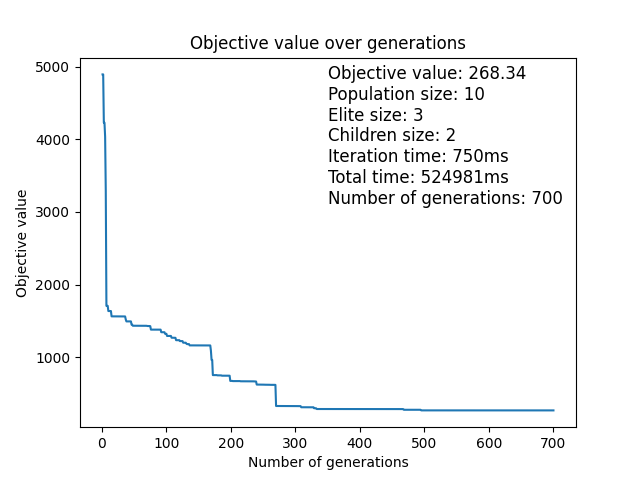 Objective value over generations
Objective value: 268.34
Population size: 10
Elite size: 3
Children size: 2
Iteration time: 750ms
Total time: 524981ms
Number of generations: 700
Objective value
5000
4000
3000
2000
1000
0 100 200 300 400 500 600 700
Number of generations